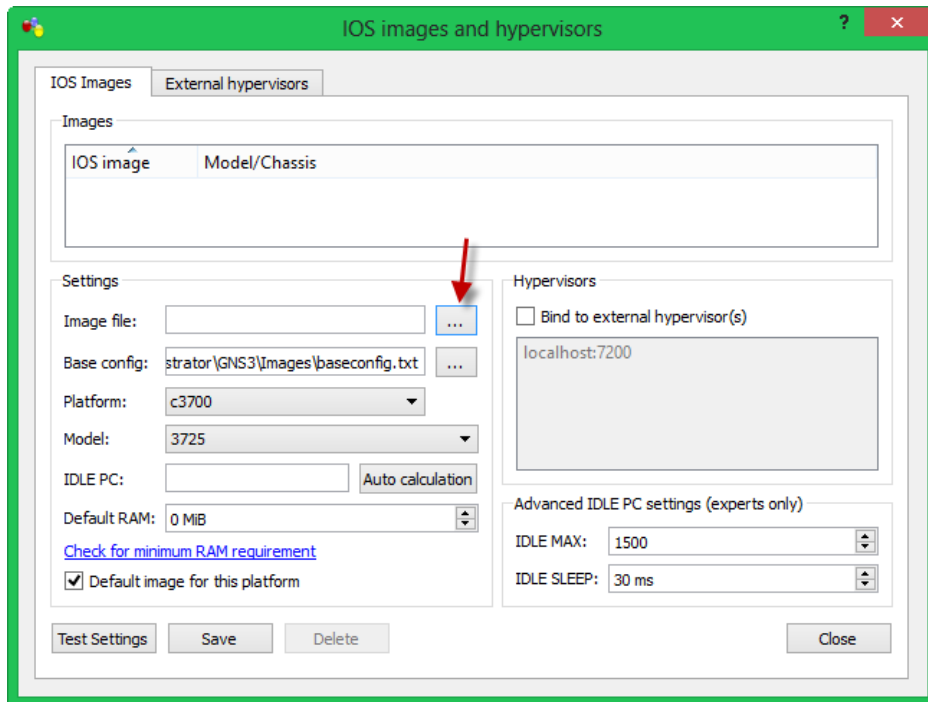 IOS images and hypervisors ?
IOS Images External hypervisors
Images
IOS image Model/Chassis
Settings
Image file: ...
Base config: strator\GNS3\Images\baseconfig.txt ...
Platform: c3700
Model: 3725
IDLE PC: Auto calculation
Default RAM: 0 MiB
Check for minimum RAM requirement
Default image for this platform
Hypervisors
Bind to external hypervisor(s)
localhost:7200
Advanced IDLE PC settings (experts only)
IDLE MAX: 1500
IDLE SLEEP: 30 ms
Test Settings Save Delete Close